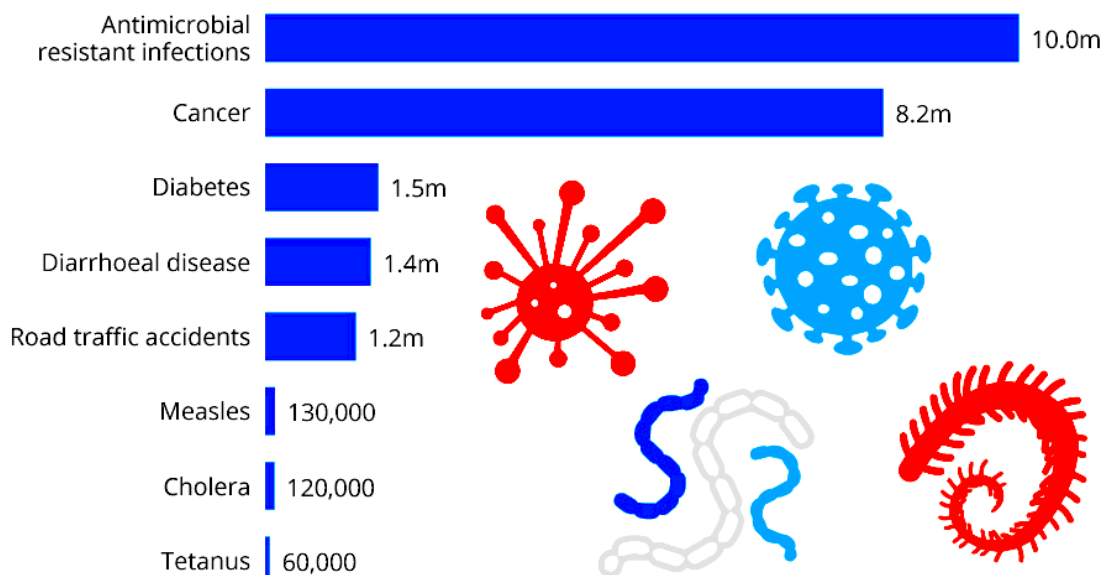 Antimicrobial
resistant infections
10.0m
Cancer
8.2m
Diabetes
1.5m
Diarrhoeal disease
1.4m
Road traffic accidents
1.2m
Measles
130,000
Cholera
120,000
Tetanus
60,000